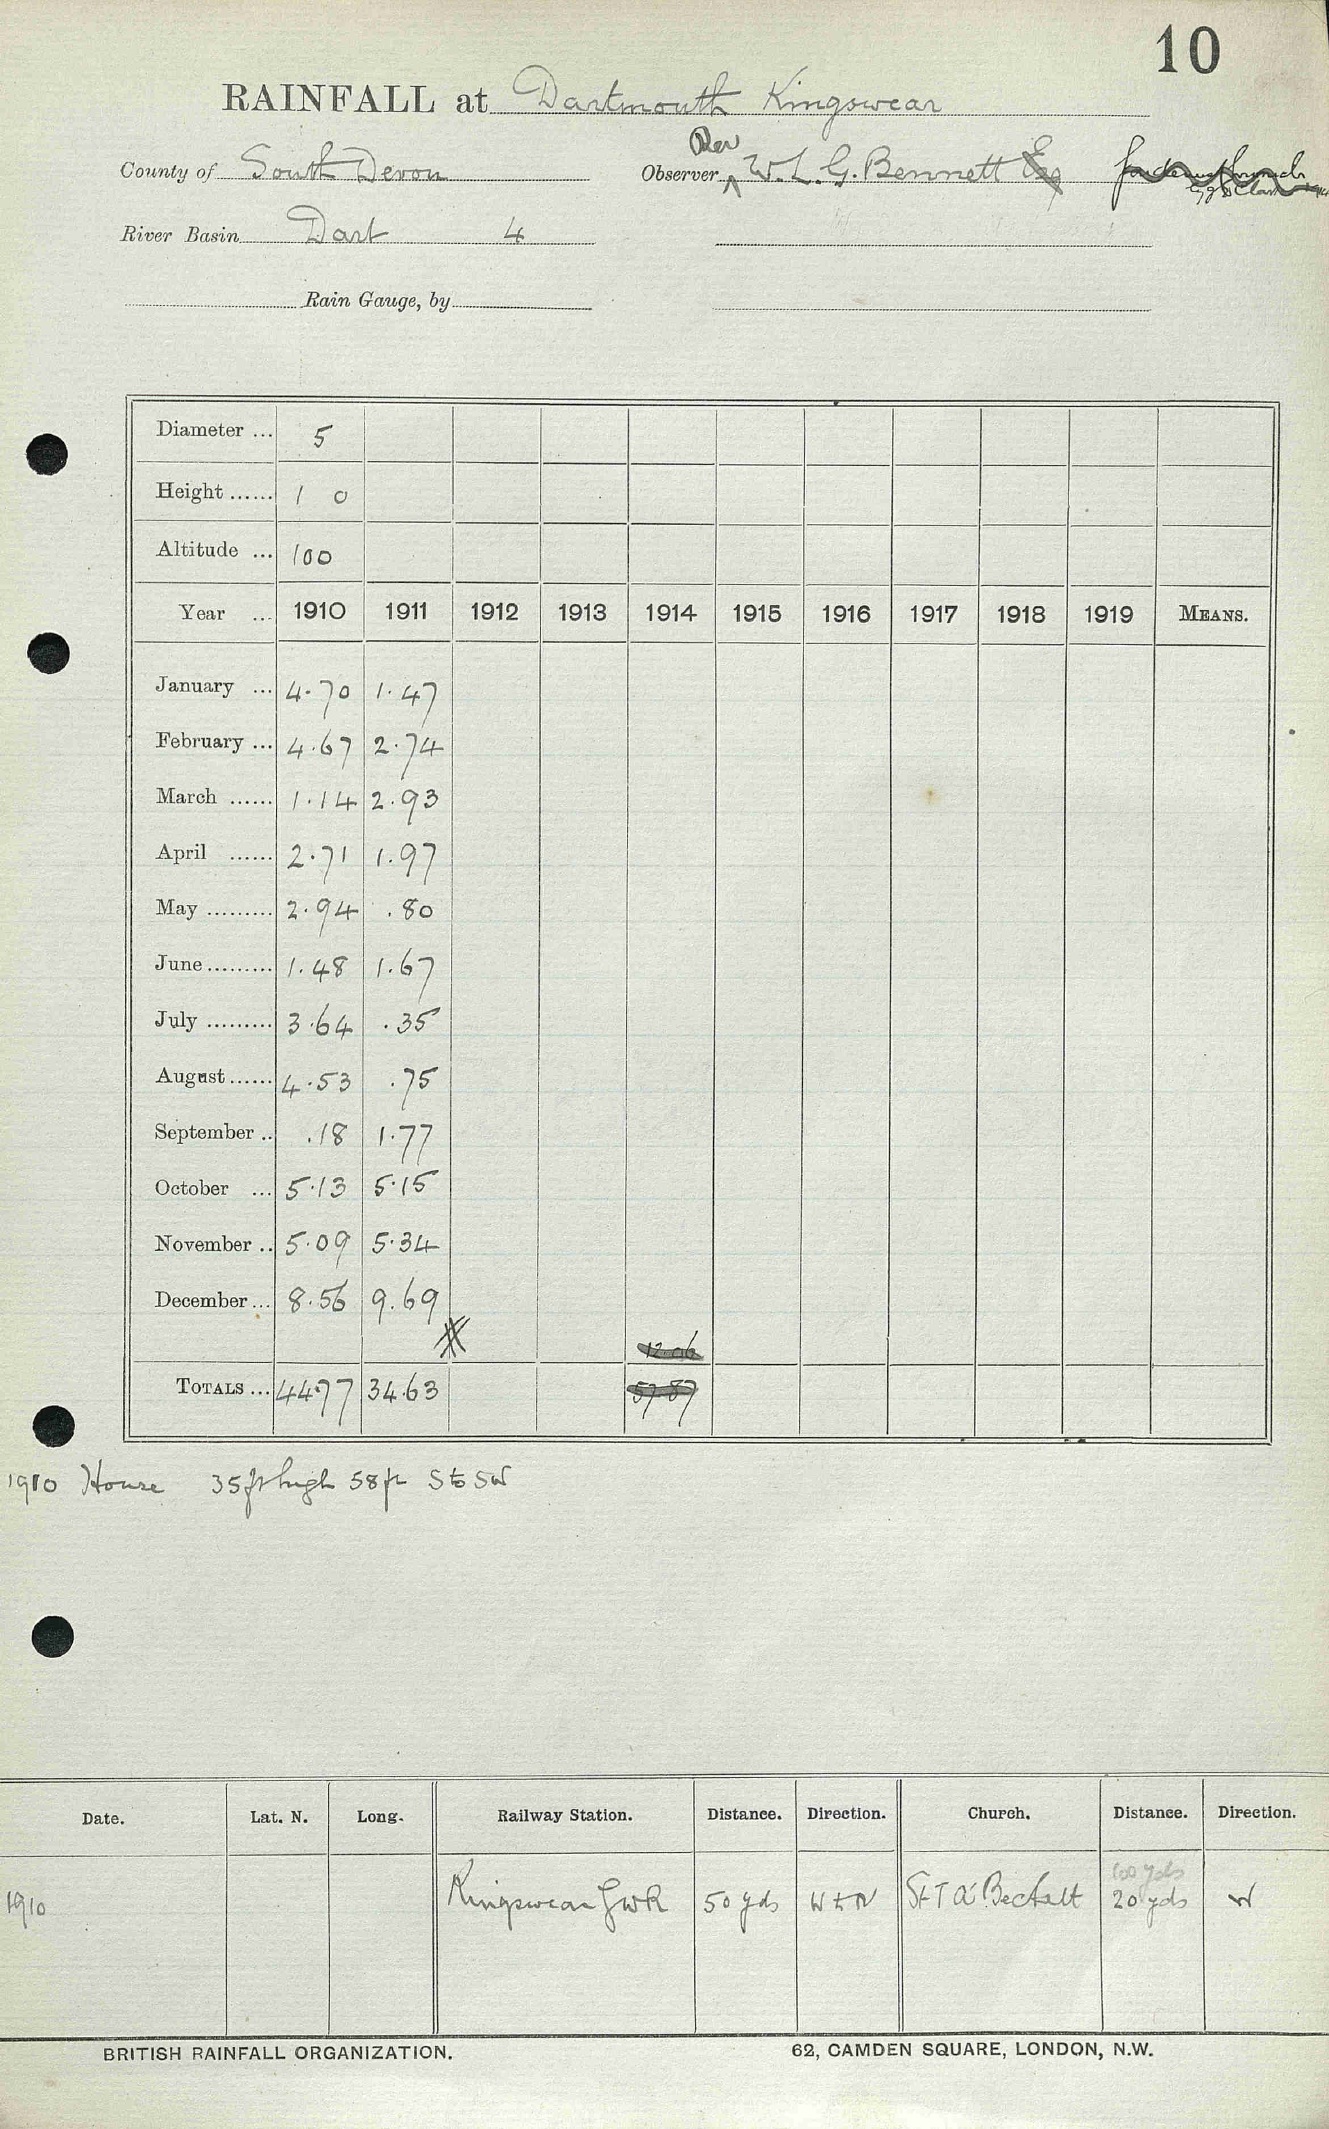 10
RAINFALL at Dartmouth Kingswear
County of South Devon Observer Rev W. L. G. Bennett Esq
River Basin Dart 4
Rain Gauge, by
Diameter ... 5
Height ...... 1 0
Altitude ... 100
Year ... 1910 1911 1912 1913 1914 1915 1916 1917 1918 1919 MEANS.
January ... 4.70 1.47
February ... 4.67 2.74
March ...... 1.14 2.93
April ...... 2.71 1.97
May ......... 2.94 .80
June ......... 1.48 1.67
July ......... 3.64 .35
August ...... 4.53 .75
September .. .18 1.77
October ... 5.13 5.15
November .. 5.09 5.34
December ... 8.56 9.69
12.06
TOTALS ... 44.77 34.63 57.87
1910 House 35ft high 58ft S to SW
Date. Lat. N. Long. Railway Station. Distance. Direction. Church. Distance. Direction.
100 yds
1910 Kingswear GWR 50 yds W t N St T à Beckett 20 yds W
BRITISH RAINFALL ORGANIZATION. 62, CAMDEN SQUARE, LONDON, N.W.